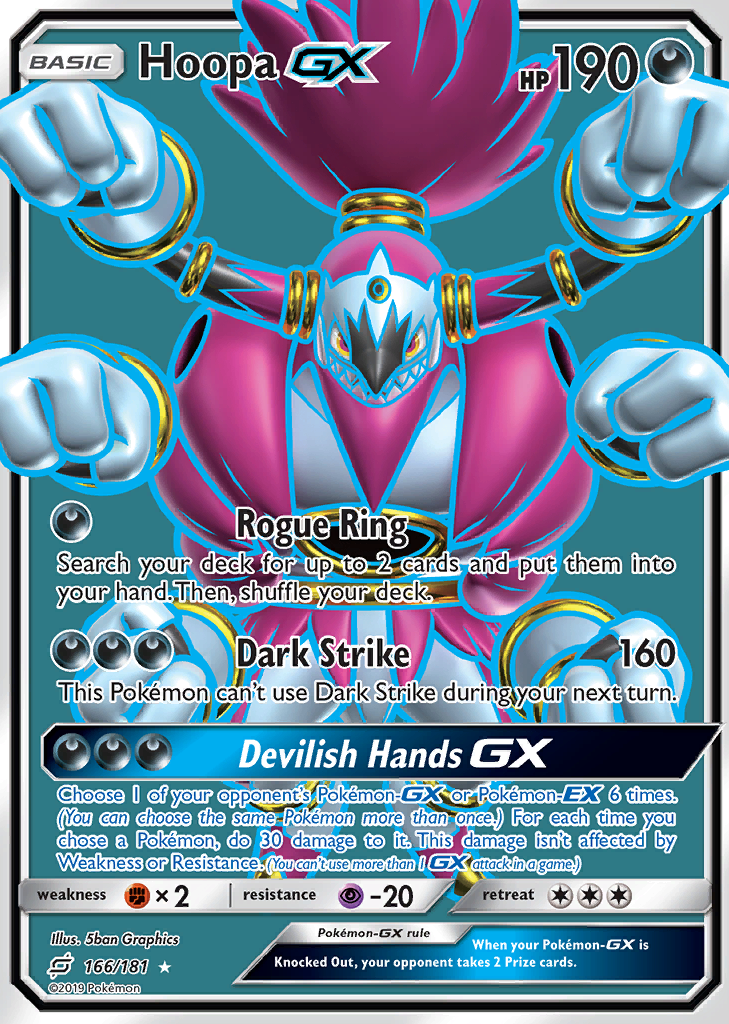 BASIC Hoopa GX HP 190
Rogue Ring
Search your deck for up to 2 cards and put them into
your hand. Then, shuffle your deck.
Dark Strike 160
This Pokémon can't use Dark Strike during your next turn.
Devilish Hands GX
Choose 1 of your opponent's Pokémon-GX or Pokémon-EX 6 times.
(You can choose the same Pokémon more than once.) For each time you
chose a Pokémon, do 30 damage to it. This damage isn't affected by
Weakness or Resistance. (You can't use more than 1 GX attack in a game.)
weakness × 2 resistance -20 retreat
Illus. 5ban Graphics
166/181
©2019 Pokémon
Pokémon-GX rule
When your Pokémon-GX is
Knocked Out, your opponent takes 2 Prize cards.